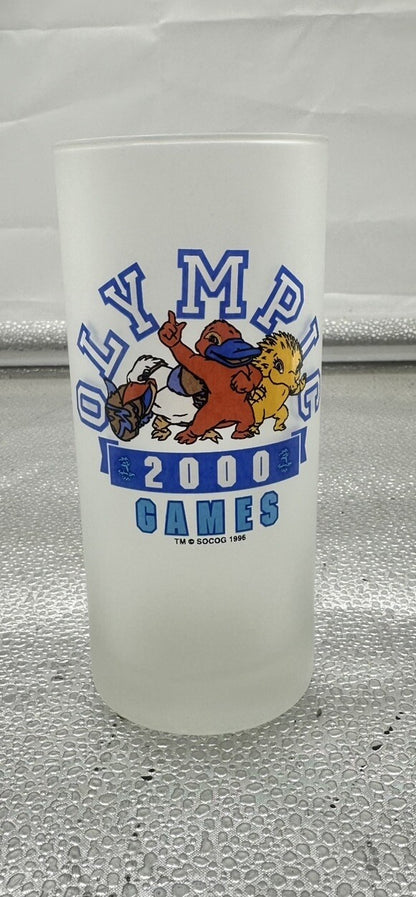 OLYMPIC
2000
GAMES
TM © SOCOG 1996